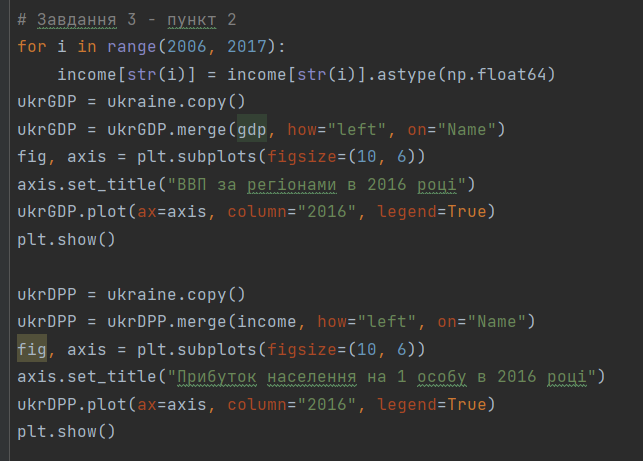 # Завдання 3 - пункт 2
for i in range(2006, 2017):
    income[str(i)] = income[str(i)].astype(np.float64)
ukrGDP = ukraine.copy()
ukrGDP = ukrGDP.merge(gdp, how="left", on="Name")
fig, axis = plt.subplots(figsize=(10, 6))
axis.set_title("ВВП за регіонами в 2016 році")
ukrGDP.plot(ax=axis, column="2016", legend=True)
plt.show()

ukrDPP = ukraine.copy()
ukrDPP = ukrDPP.merge(income, how="left", on="Name")
fig, axis = plt.subplots(figsize=(10, 6))
axis.set_title("Прибуток населення на 1 особу в 2016 році")
ukrDPP.plot(ax=axis, column="2016", legend=True)
plt.show()